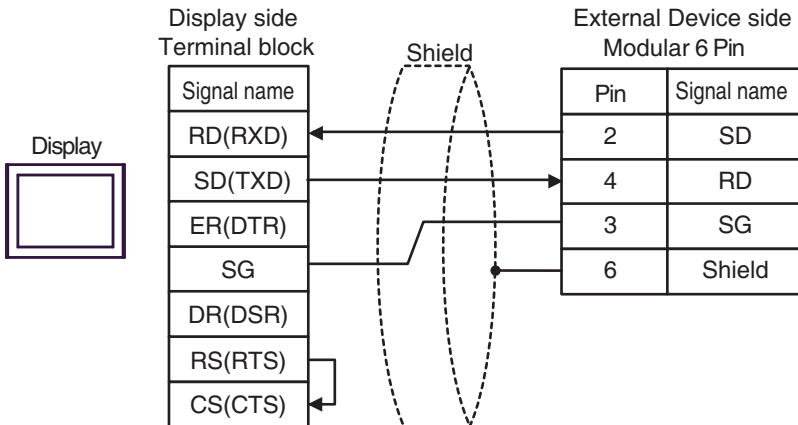 Display side
Terminal block
External Device side
Modular 6 Pin
Shield
Display
Signal name
RD(RXD)
SD(TXD)
ER(DTR)
SG
DR(DSR)
RS(RTS)
CS(CTS)
Pin Signal name
2 SD
4 RD
3 SG
6 Shield